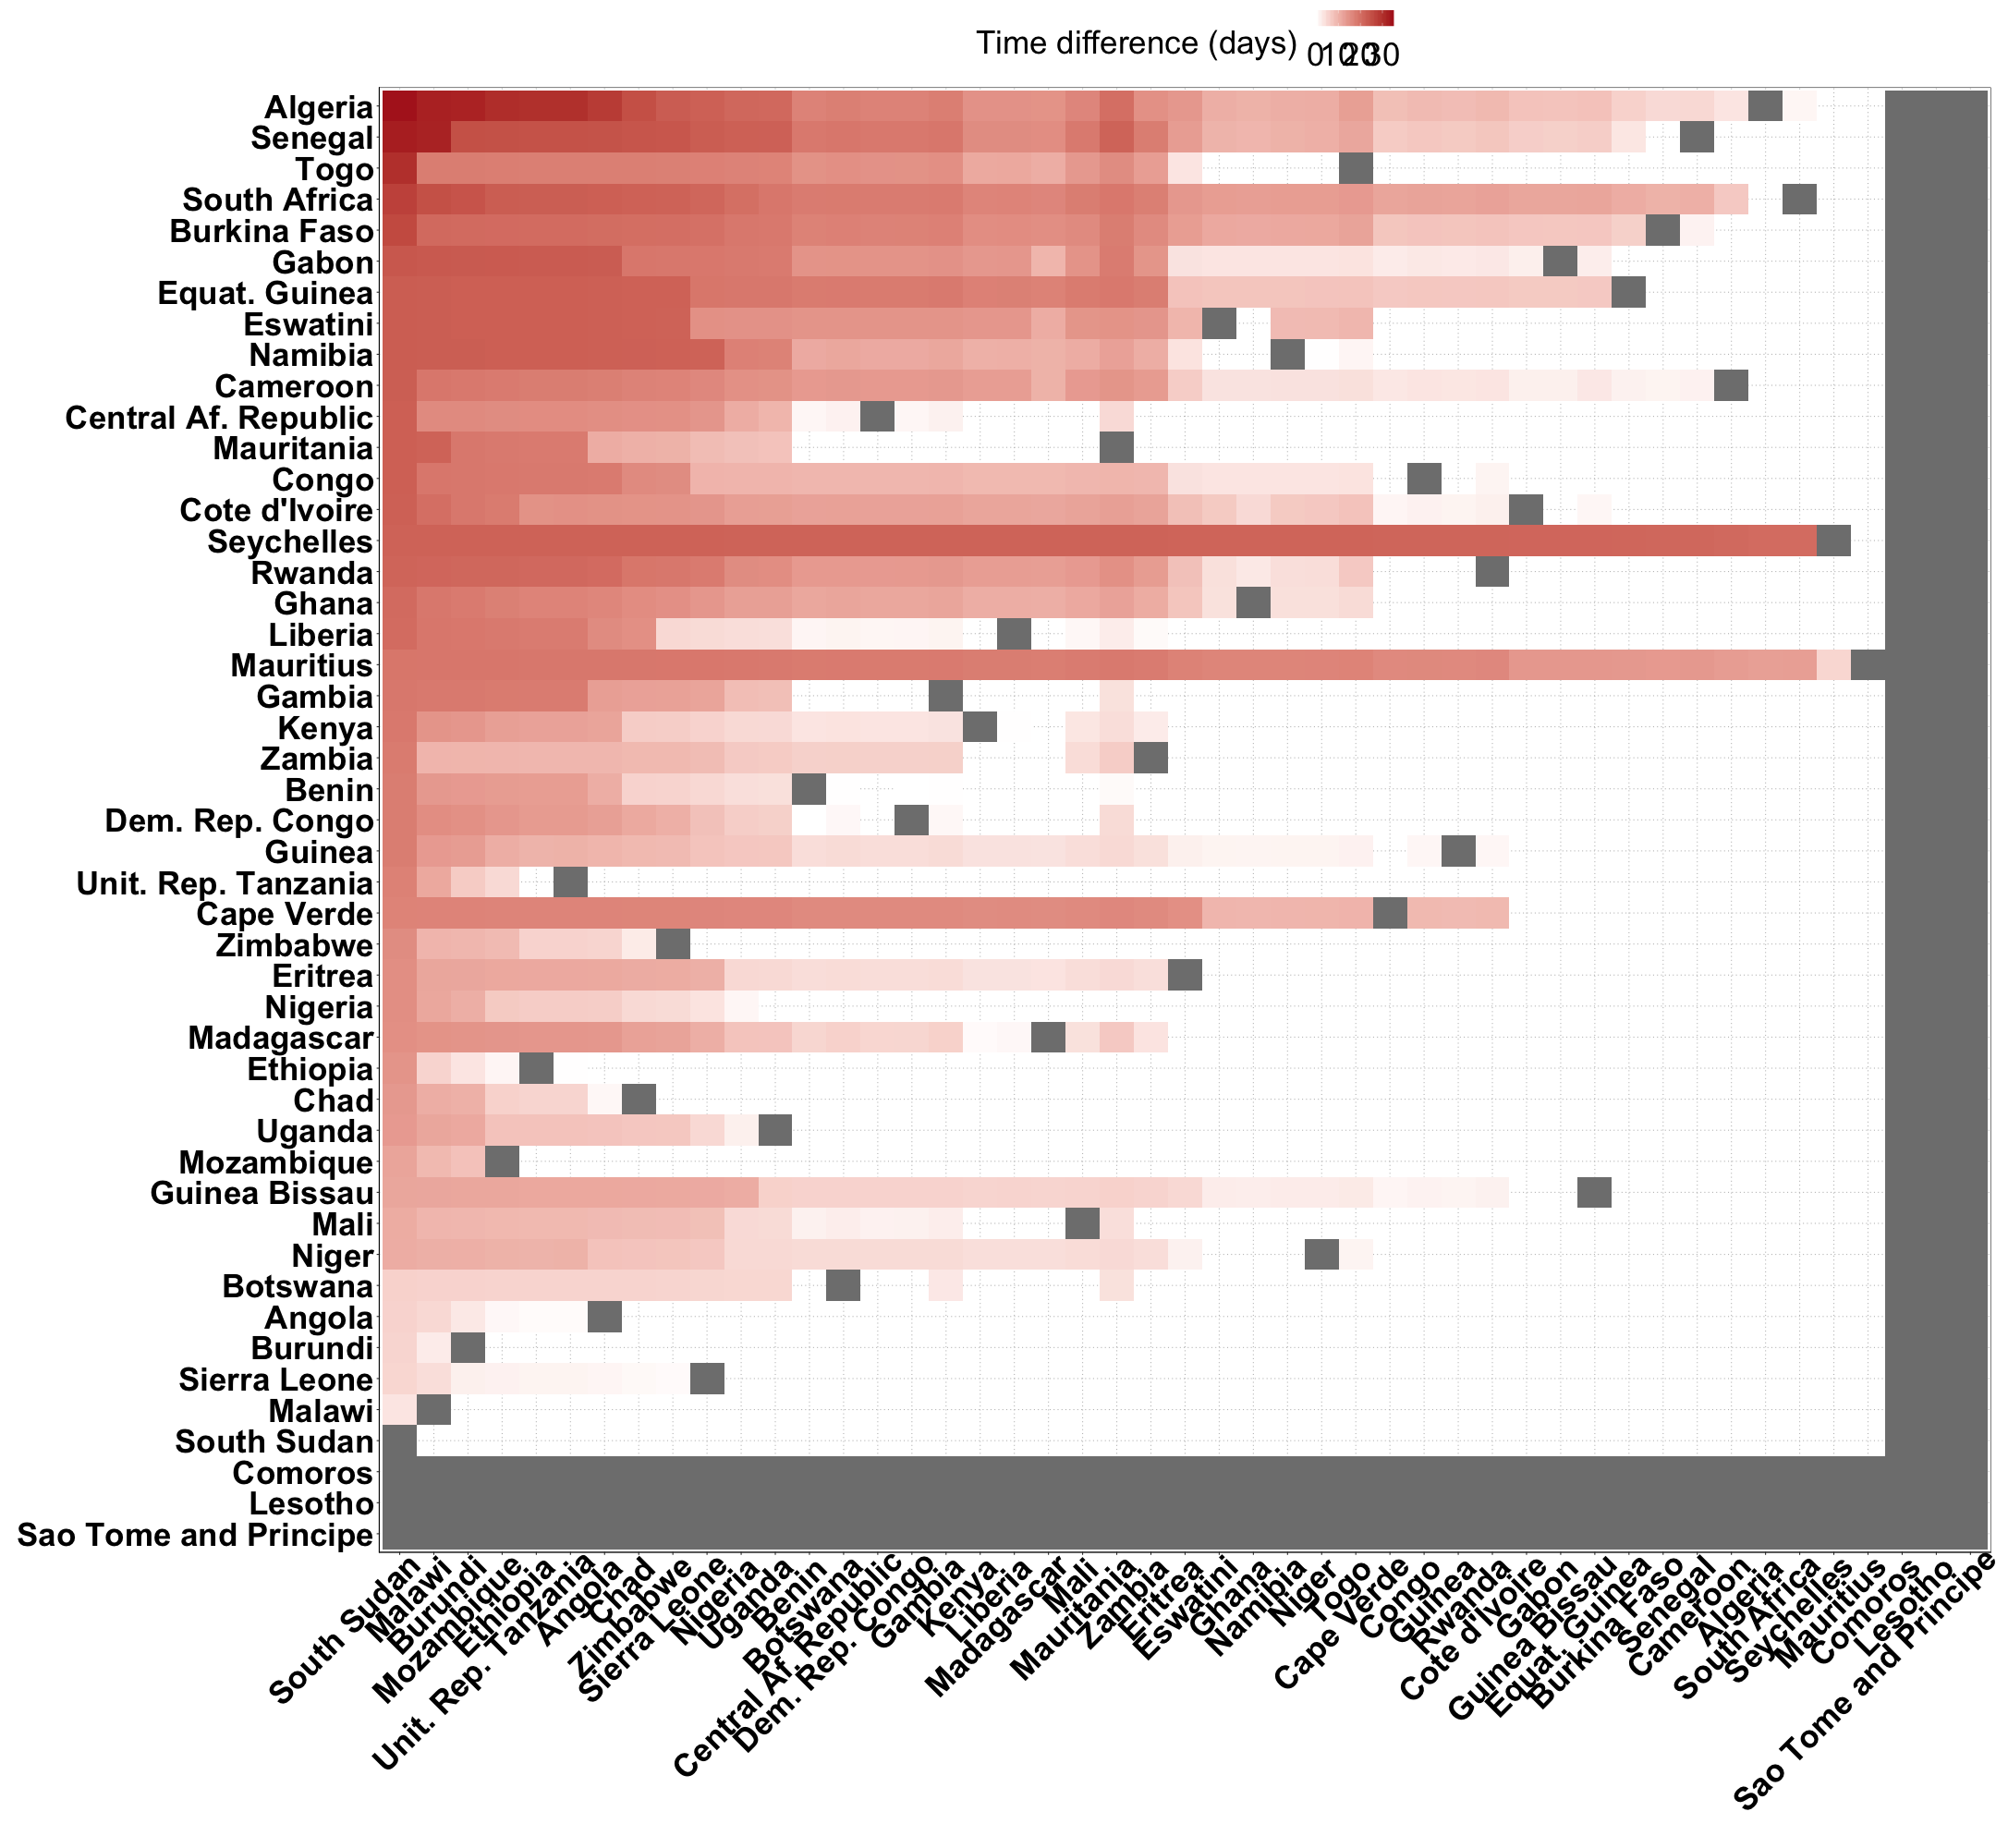 Time difference (days)
0 10 20 30
Algeria
Senegal
Togo
South Africa
Burkina Faso
Gabon
Equat. Guinea
Eswatini
Namibia
Cameroon
Central Af. Republic
Mauritania
Congo
Cote d'Ivoire
Seychelles
Rwanda
Ghana
Liberia
Mauritius
Gambia
Kenya
Zambia
Benin
Dem. Rep. Congo
Guinea
Unit. Rep. Tanzania
Cape Verde
Zimbabwe
Eritrea
Nigeria
Madagascar
Ethiopia
Chad
Uganda
Mozambique
Guinea Bissau
Mali
Niger
Botswana
Angola
Burundi
Sierra Leone
Malawi
South Sudan
Comoros
Lesotho
Sao Tome and Principe
South Sudan
Malawi
Burundi
Mozambique
Ethiopia
Unit. Rep. Tanzania
Angola
Chad
Zimbabwe
Sierra Leone
Nigeria
Uganda
Benin
Botswana
Central Af. Republic
Dem. Rep. Congo
Gambia
Kenya
Liberia
Madagascar
Mali
Mauritania
Zambia
Eritrea
Eswatini
Ghana
Namibia
Niger
Togo
Cape Verde
Congo
Guinea
Rwanda
Cote d'Ivoire
Gabon
Guinea Bissau
Equat. Guinea
Burkina Faso
Senegal
Cameroon
Algeria
South Africa
Seychelles
Mauritius
Comoros
Lesotho
Sao Tome and Principe